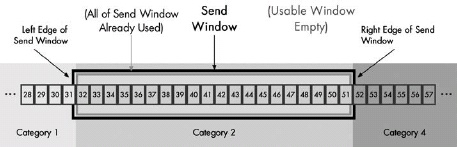 (All of Send Window
Already Used)
Send
Window
(Usable Window
Empty)
Left Edge of
Send Window
Right Edge of Send
Window
... 28 29 30 31 32 33 34 35 36 37 38 39 40 41 42 43 44 45 46 47 48 49 50 51 52 53 54 55 56 57 ...
Category 1 Category 2 Category 4